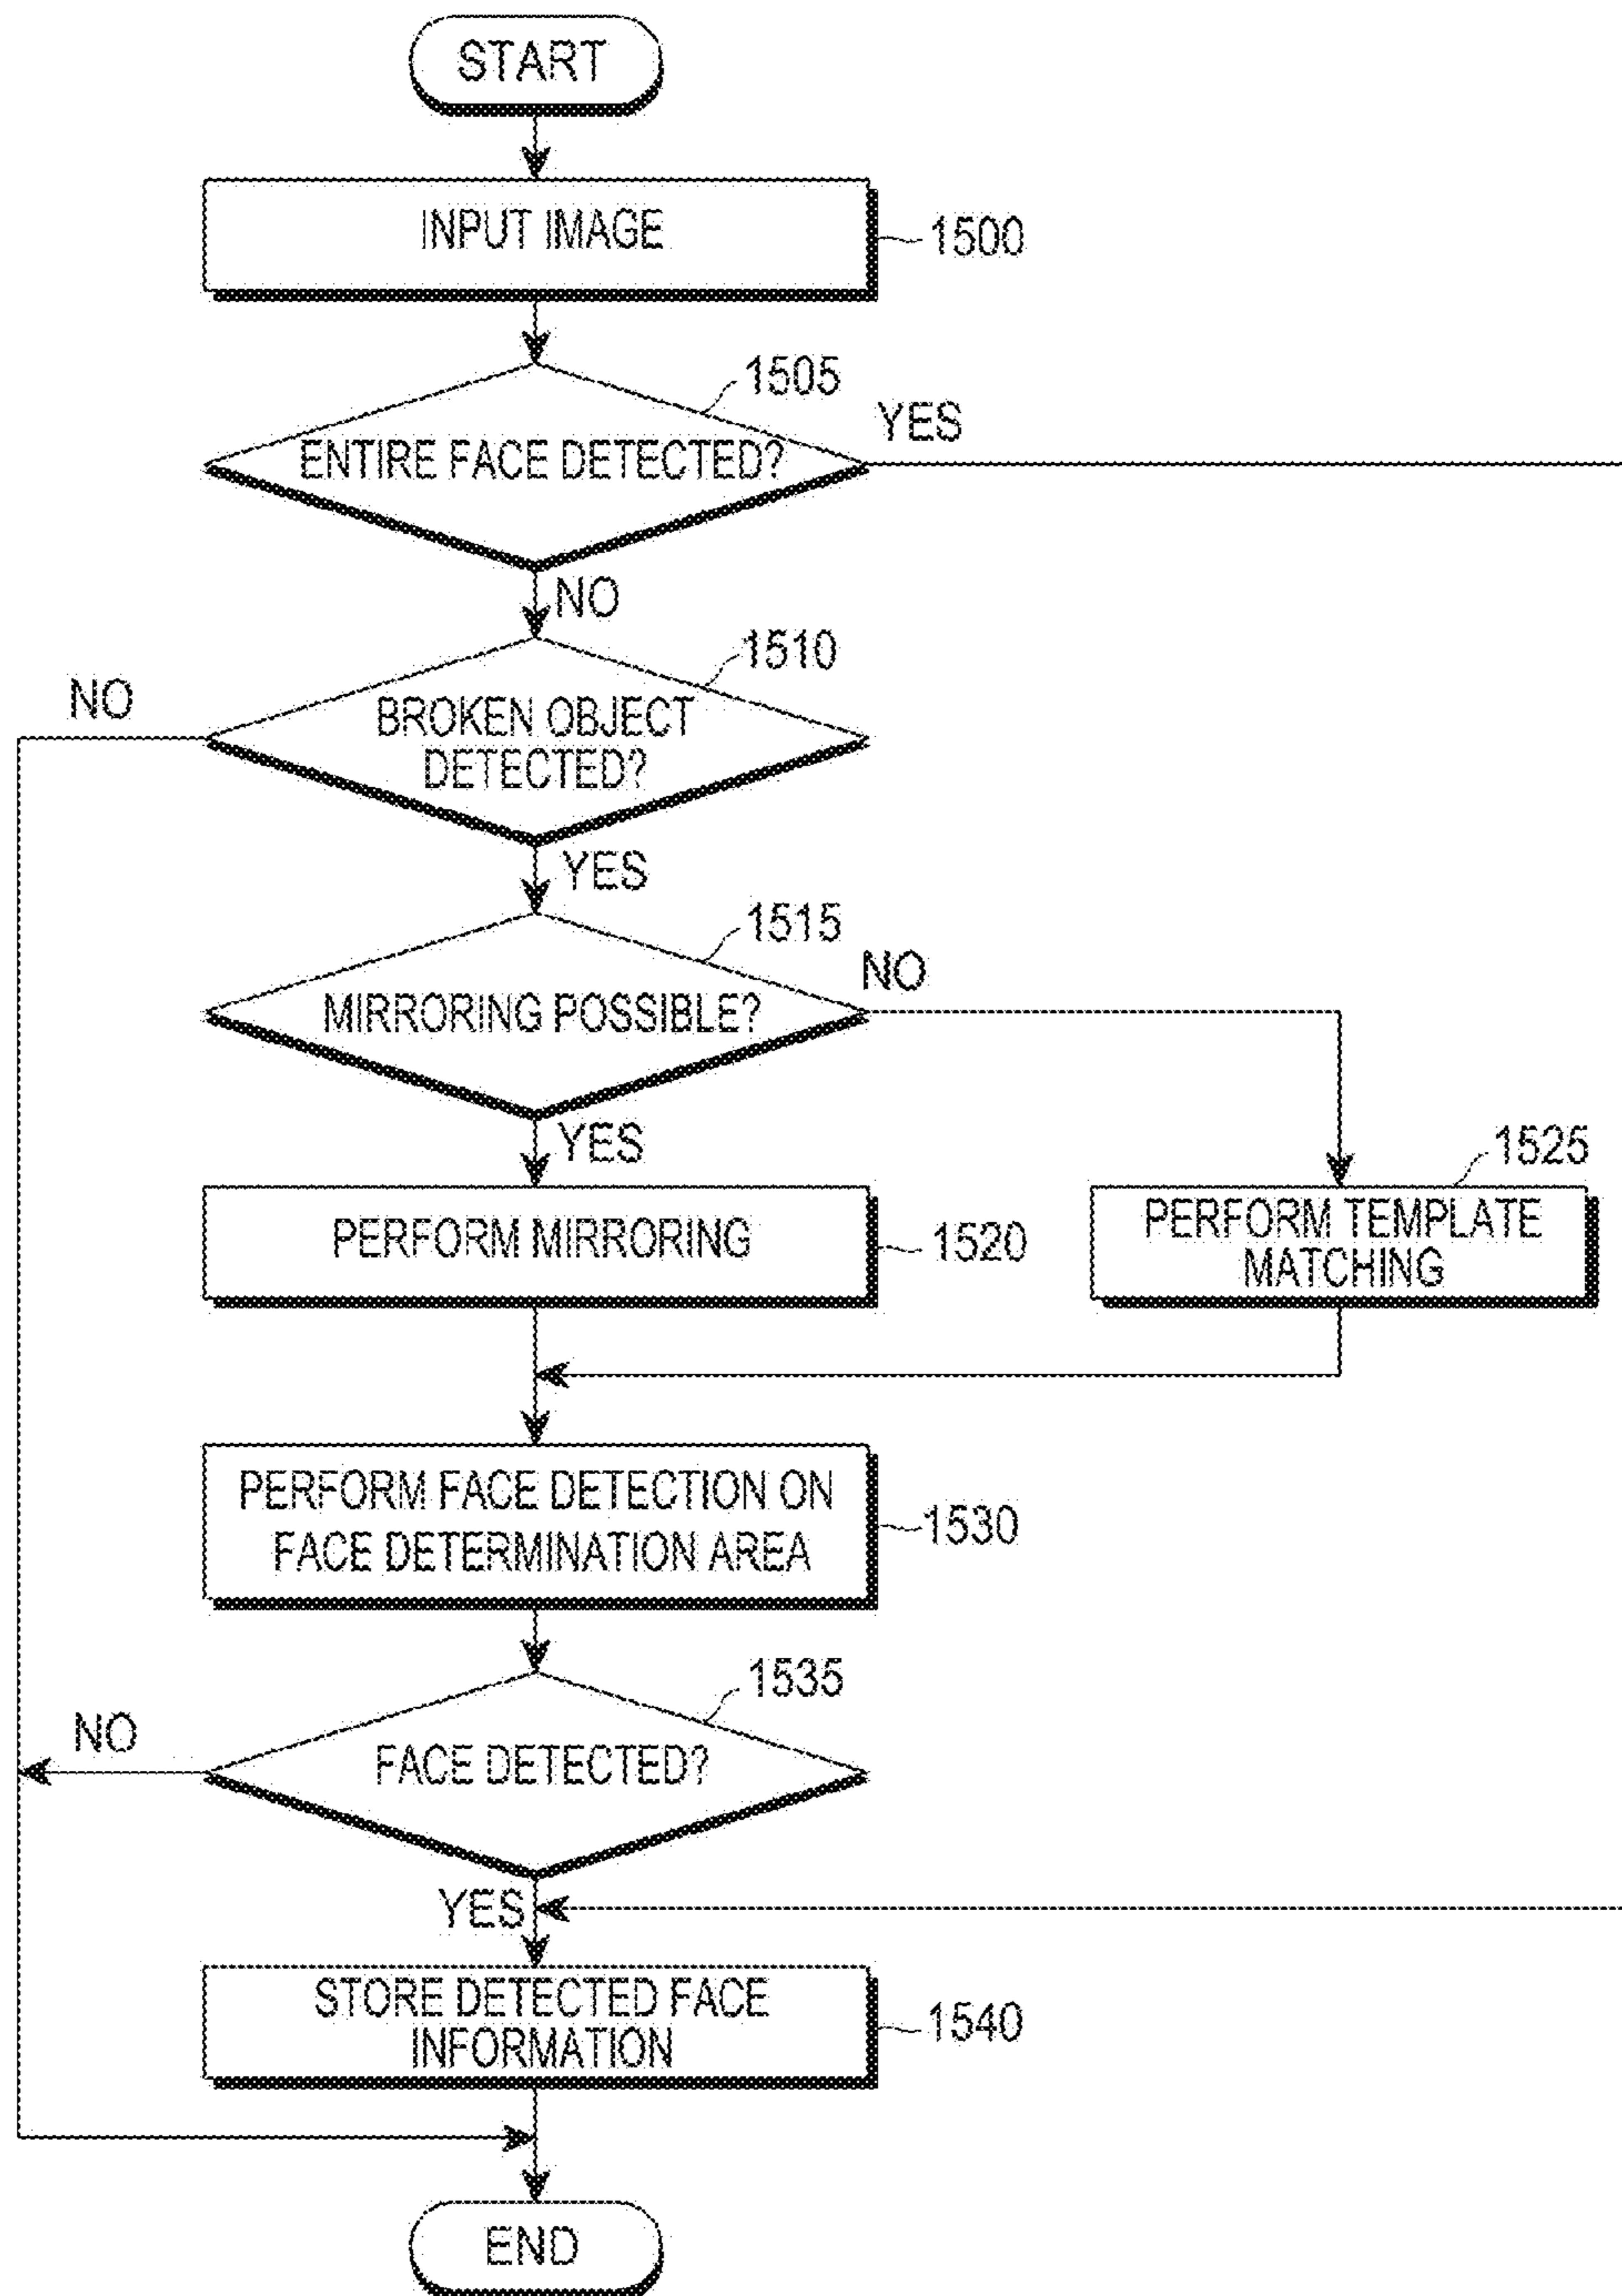 START
INPUT IMAGE
1500
1505
ENTIRE FACE DETECTED?
YES
NO
1510
NO
BROKEN OBJECT
DETECTED?
YES
1515
NO
MIRRORING POSSIBLE?
YES
1525
PERFORM MIRRORING
1520
PERFORM TEMPLATE
MATCHING
PERFORM FACE DETECTION ON
FACE DETERMINATION AREA
1530
1535
NO
FACE DETECTED?
YES
STORE DETECTED FACE
INFORMATION
1540
END